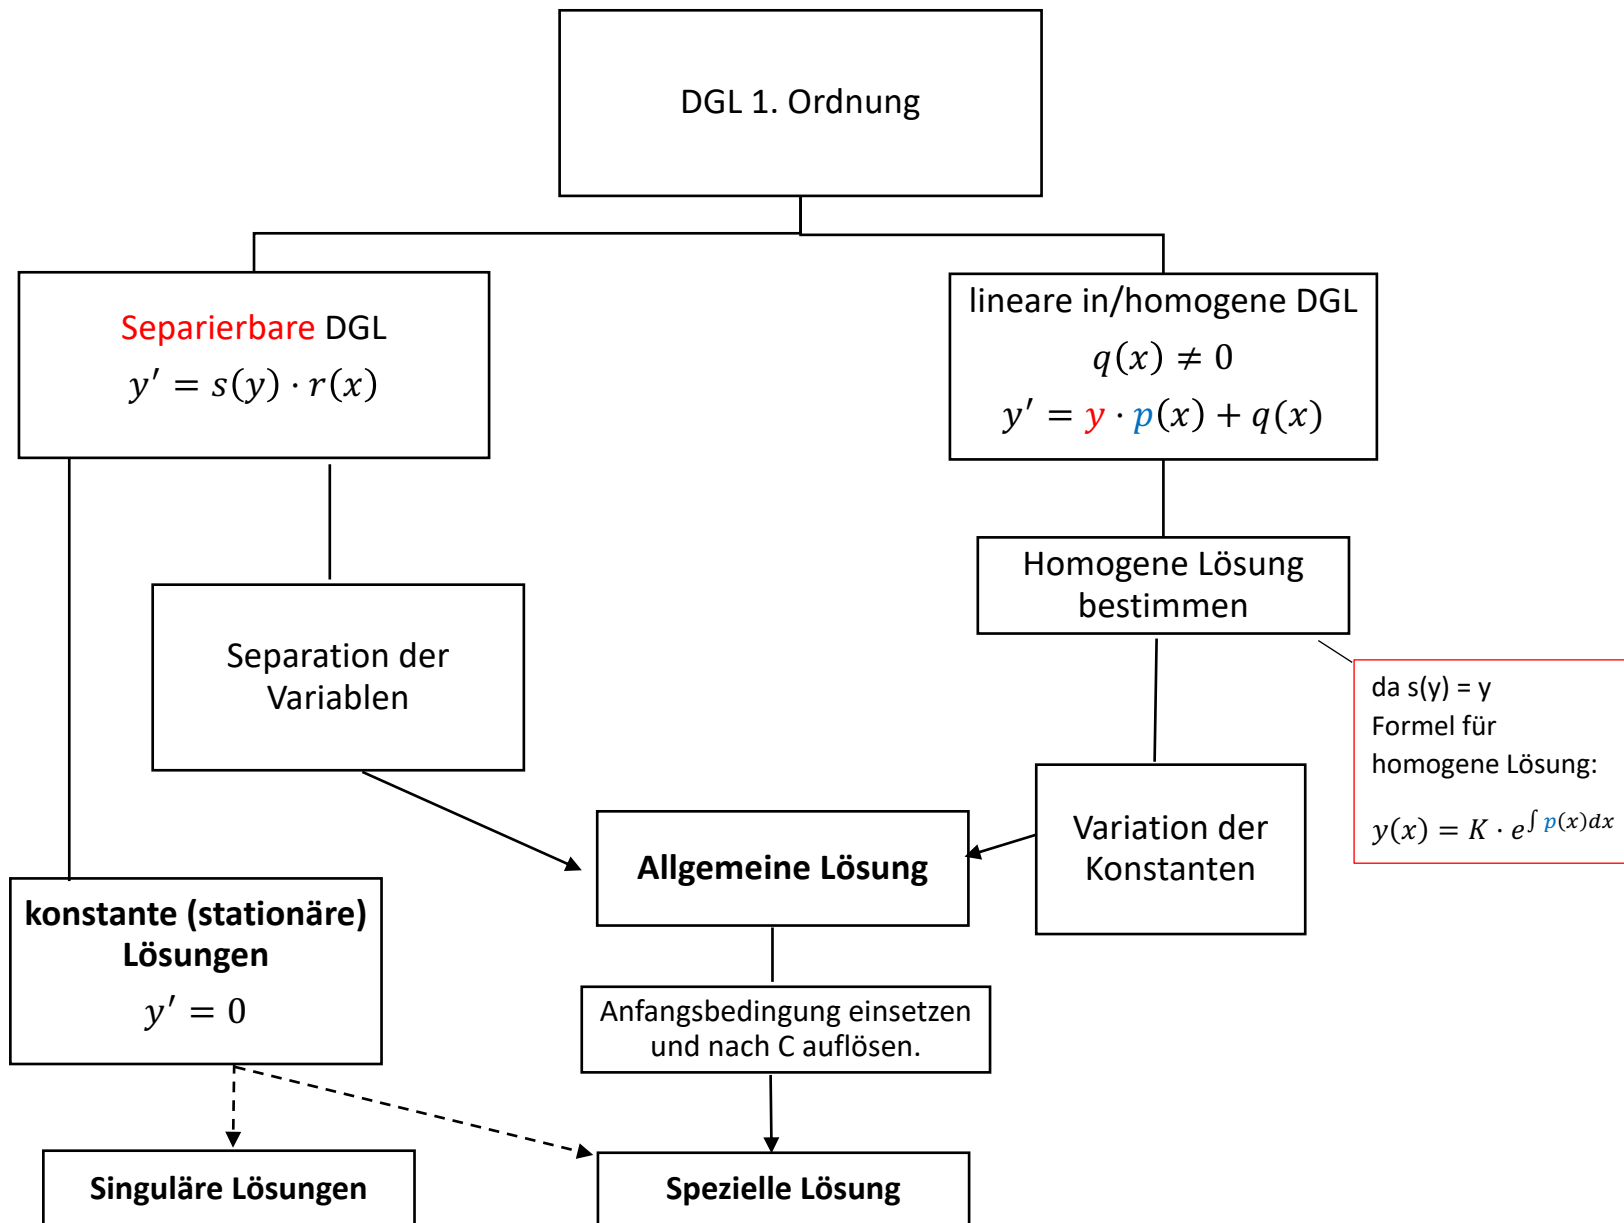 DGL 1. Ordnung
Separierbare DGL
y′ = s(y) · r(x)
lineare in/homogene DGL
q(x) ≠ 0
y′ = y · p(x) + q(x)
Homogene Lösung
bestimmen
Separation der
Variablen
da s(y) = y
Formel für
homogene Lösung:
y(x) = K · e^{∫ p(x)dx}
Variation der
Konstanten
Allgemeine Lösung
konstante (stationäre)
Lösungen
y′ = 0
Anfangsbedingung einsetzen
und nach C auflösen.
Singuläre Lösungen
Spezielle Lösung